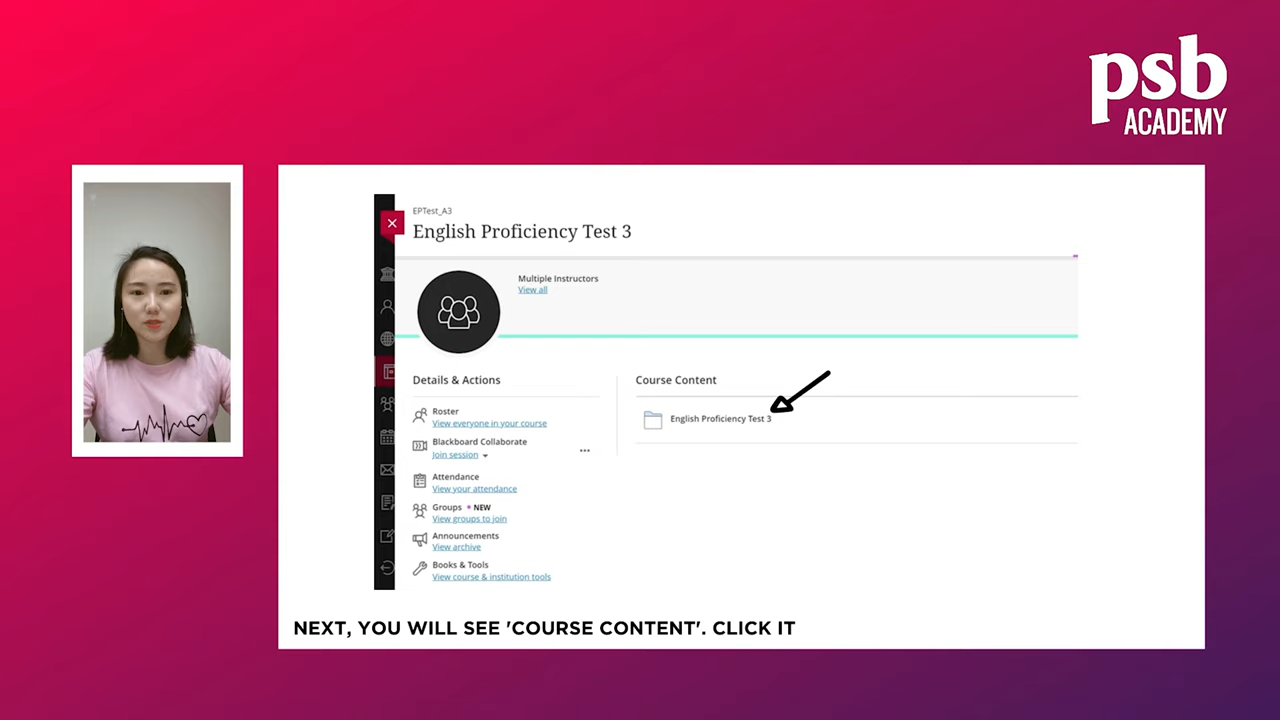 psb
ACADEMY
EPTest_A3
English Proficiency Test 3
Multiple Instructors
View all
Details & Actions
Roster
View everyone in your course
Blackboard Collaborate
Join session
Attendance
View your attendance
Groups NEW
View groups to join
Announcements
View archive
Books & Tools
View course & institution tools
Course Content
English Proficiency Test 3
NEXT, YOU WILL SEE 'COURSE CONTENT'. CLICK IT